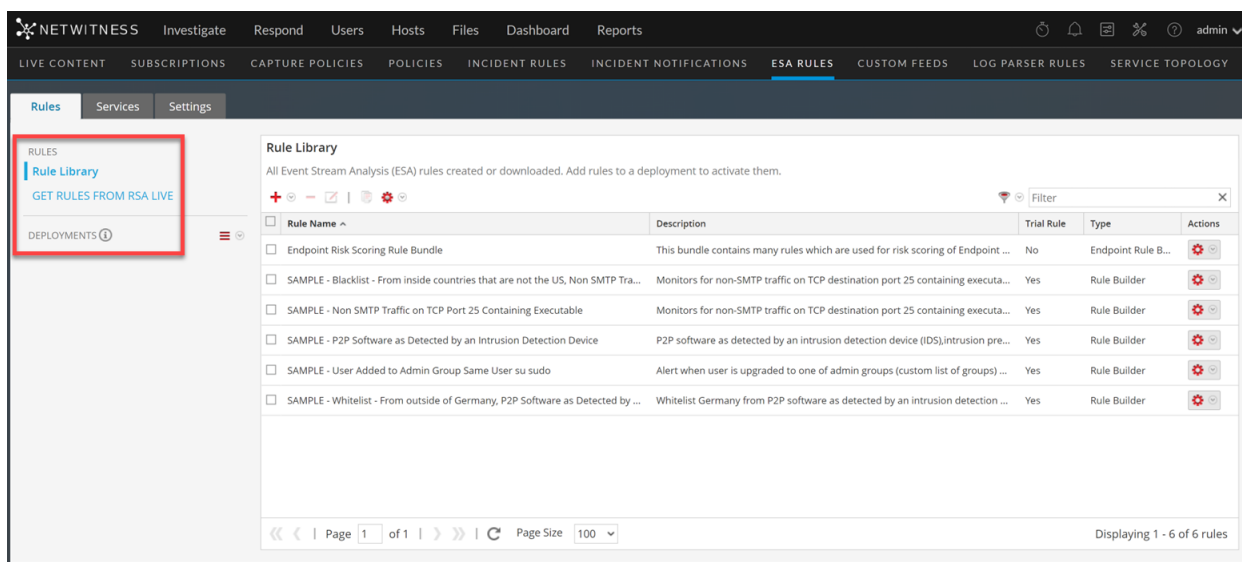 NETWITNESS Investigate Respond Users Hosts Files Dashboard Reports admin
LIVE CONTENT SUBSCRIPTIONS CAPTURE POLICIES POLICIES INCIDENT RULES INCIDENT NOTIFICATIONS ESA RULES CUSTOM FEEDS LOG PARSER RULES SERVICE TOPOLOGY
Rules Services Settings
RULES
Rule Library
GET RULES FROM RSA LIVE
DEPLOYMENTS
Rule Library
All Event Stream Analysis (ESA) rules created or downloaded. Add rules to a deployment to activate them.
Filter
Rule Name Description Trial Rule Type Actions
Endpoint Risk Scoring Rule Bundle This bundle contains many rules which are used for risk scoring of Endpoint ... No Endpoint Rule B...
SAMPLE - Blacklist - From inside countries that are not the US, Non SMTP Tra... Monitors for non-SMTP traffic on TCP destination port 25 containing executa... Yes Rule Builder
SAMPLE - Non SMTP Traffic on TCP Port 25 Containing Executable Monitors for non-SMTP traffic on TCP destination port 25 containing executa... Yes Rule Builder
SAMPLE - P2P Software as Detected by an Intrusion Detection Device P2P software as detected by an intrusion detection device (IDS),intrusion pre... Yes Rule Builder
SAMPLE - User Added to Admin Group Same User su sudo Alert when user is upgraded to one of admin groups (custom list of groups) ... Yes Rule Builder
SAMPLE - Whitelist - From outside of Germany, P2P Software as Detected by ... Whitelist Germany from P2P software as detected by an intrusion detection ... Yes Rule Builder
Page 1 of 1 Page Size 100 Displaying 1 - 6 of 6 rules